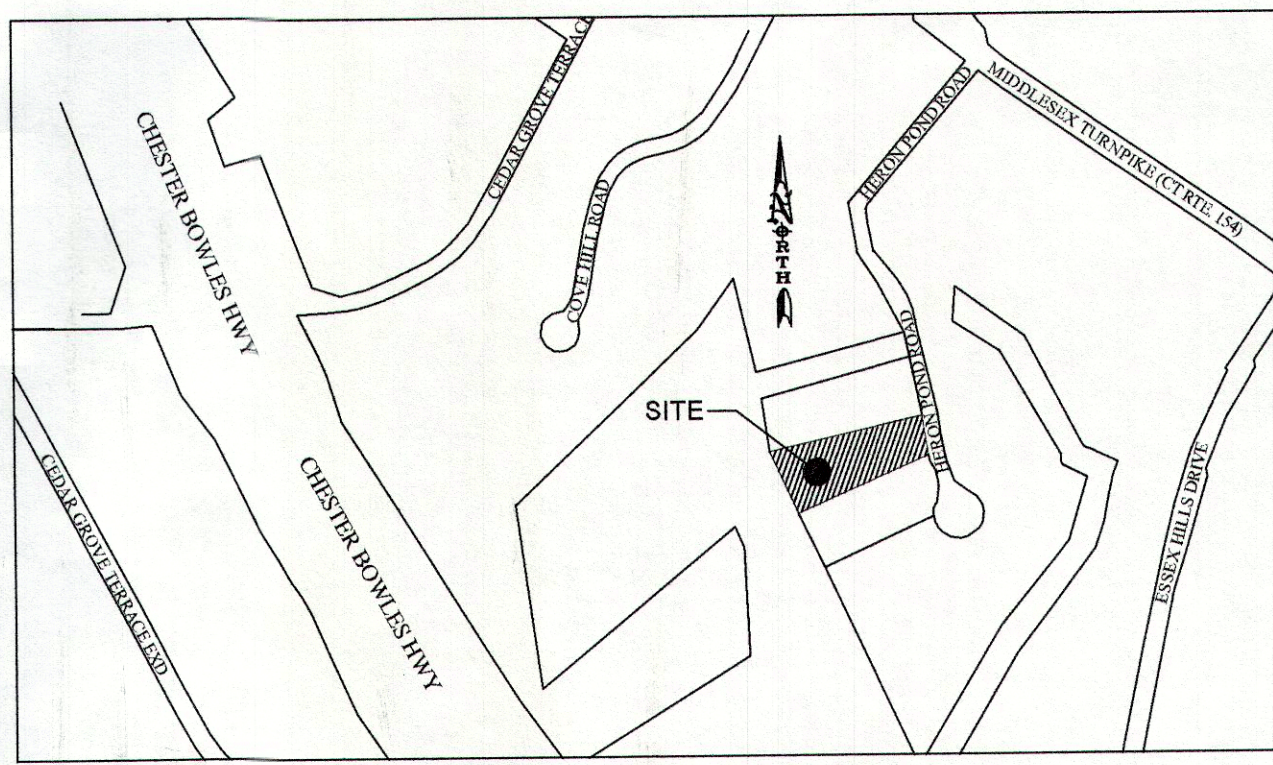 CHESTER BOWLES HWY
CEDAR GROVE TERRACE
COVE HILL ROAD
NORTH
HERON POND ROAD
MIDDLESEX TURNPIKE (CT RTE. 154)
SITE
HERON POND ROAD
CEDAR GROVE TERRACE EXD
CHESTER BOWLES HWY
ESSEX HILLS DRIVE